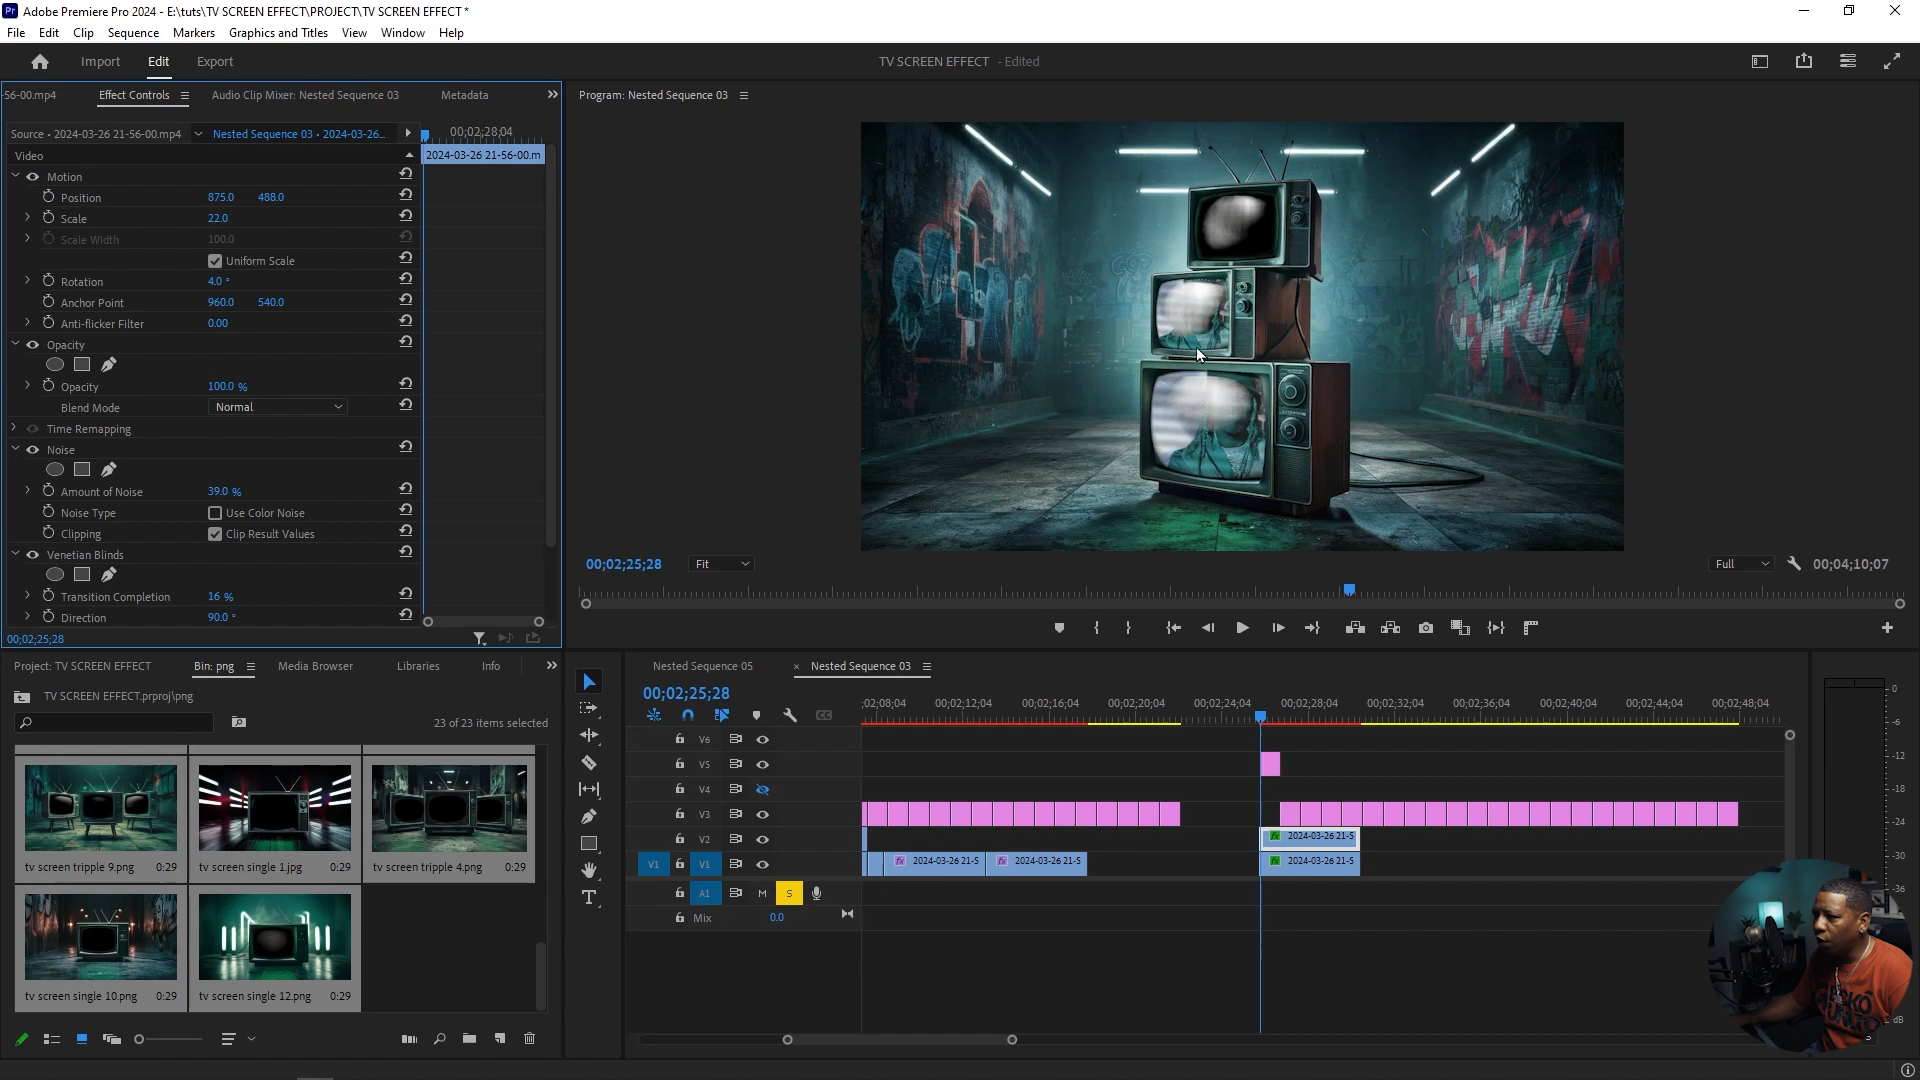 Pr Adobe Premiere Pro 2024 - E:\tuts\TV SCREEN EFFECT\PROJECT\TV SCREEN EFFECT *
File Edit Clip Sequence Markers Graphics and Titles View Window Help
Import Edit Export
TV SCREEN EFFECT - Edited
-56-00.mp4 Effect Controls Audio Clip Mixer: Nested Sequence 03 Metadata
Program: Nested Sequence 03
Source • 2024-03-26 21-56-00.mp4 Nested Sequence 03 • 2024-03-26... 00;02;28;04
Video 2024-03-26 21-56-00.m
Motion
Position 875.0 488.0
Scale 22.0
Scale Width 100.0
Uniform Scale
Rotation 4.0 °
Anchor Point 960.0 540.0
Anti-flicker Filter 0.00
Opacity
Opacity 100.0 %
Blend Mode Normal
Time Remapping
Noise
Amount of Noise 39.0 %
Noise Type Use Color Noise
Clipping Clip Result Values
Venetian Blinds
Transition Completion 16 %
Direction 90.0 °
00;02;25;28
00;02;25;28 Fit Full 00;04;10;07
Project: TV SCREEN EFFECT Bin: png Media Browser Libraries Info
TV SCREEN EFFECT.prproj\png
23 of 23 items selected
tv screen tripple 9.png 0:29
tv screen single 1.jpg 0:29
tv screen tripple 4.png 0:29
tv screen single 10.png 0:29
tv screen single 12.png 0:29
Nested Sequence 05 × Nested Sequence 03
00;02;25;28
;02;08;04 00;02;12;04 00;02;16;04 00;02;20;04 00;02;24;04 00;02;28;04 00;02;32;04 00;02;36;04 00;02;40;04 00;02;44;04 00;02;48;04
V6
V5
V4
V3
V2 fx 2024-03-26 21-5
V1 V1 fx 2024-03-26 21-5 fx 2024-03-26 21-5 fx 2024-03-26 21-5
A1 M S
Mix 0.0
0
-6
-12
-18
-24
-30
-36
dB
S